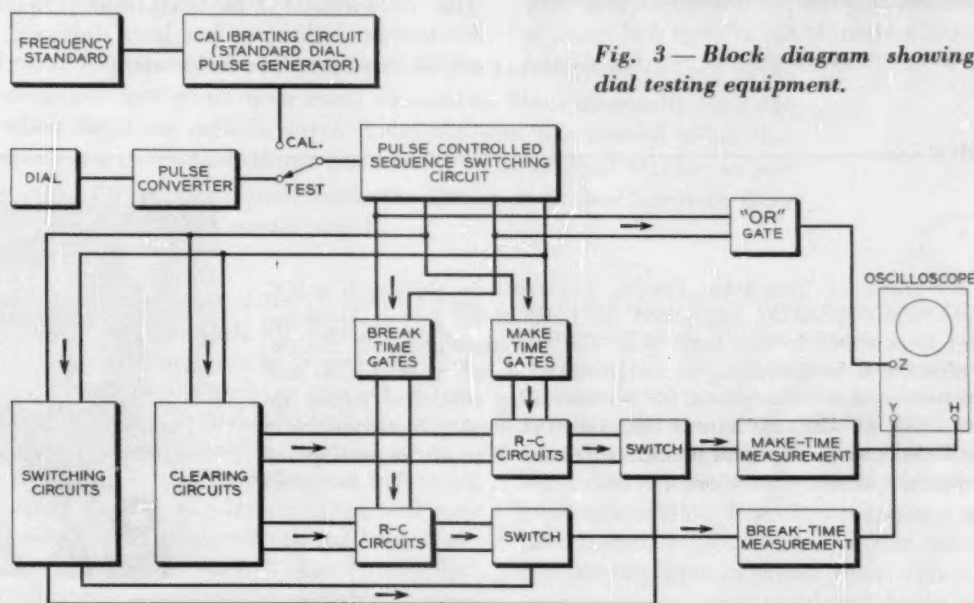 FREQUENCY
STANDARD
CALIBRATING CIRCUIT
(STANDARD DIAL
PULSE GENERATOR)
Fig. 3 — Block diagram showing
dial testing equipment.
CAL.
TEST
DIAL
PULSE
CONVERTER
PULSE CONTROLLED
SEQUENCE SWITCHING
CIRCUIT
"OR"
GATE
OSCILLOSCOPE
Z
Y
H
BREAK
TIME
GATES
MAKE
TIME
GATES
SWITCHING
CIRCUITS
CLEARING
CIRCUITS
R-C
CIRCUITS
SWITCH
MAKE-TIME
MEASUREMENT
R-C
CIRCUITS
SWITCH
BREAK-TIME
MEASUREMENT